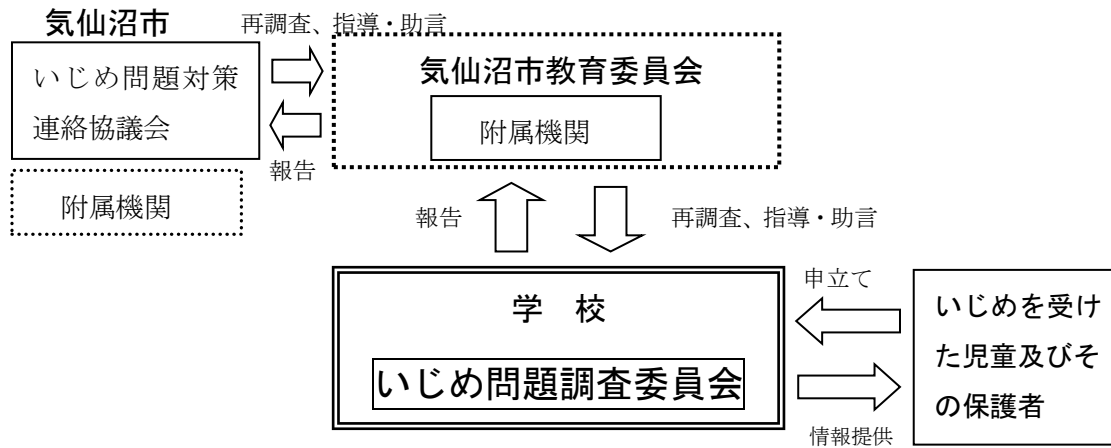 気仙沼市
再調査、指導・助言
いじめ問題対策
連絡協議会
報告
附属機関
気仙沼市教育委員会
附属機関
報告
再調査、指導・助言
学　校
いじめ問題調査委員会
申立て
情報提供
いじめを受け
た児童及びそ
の保護者